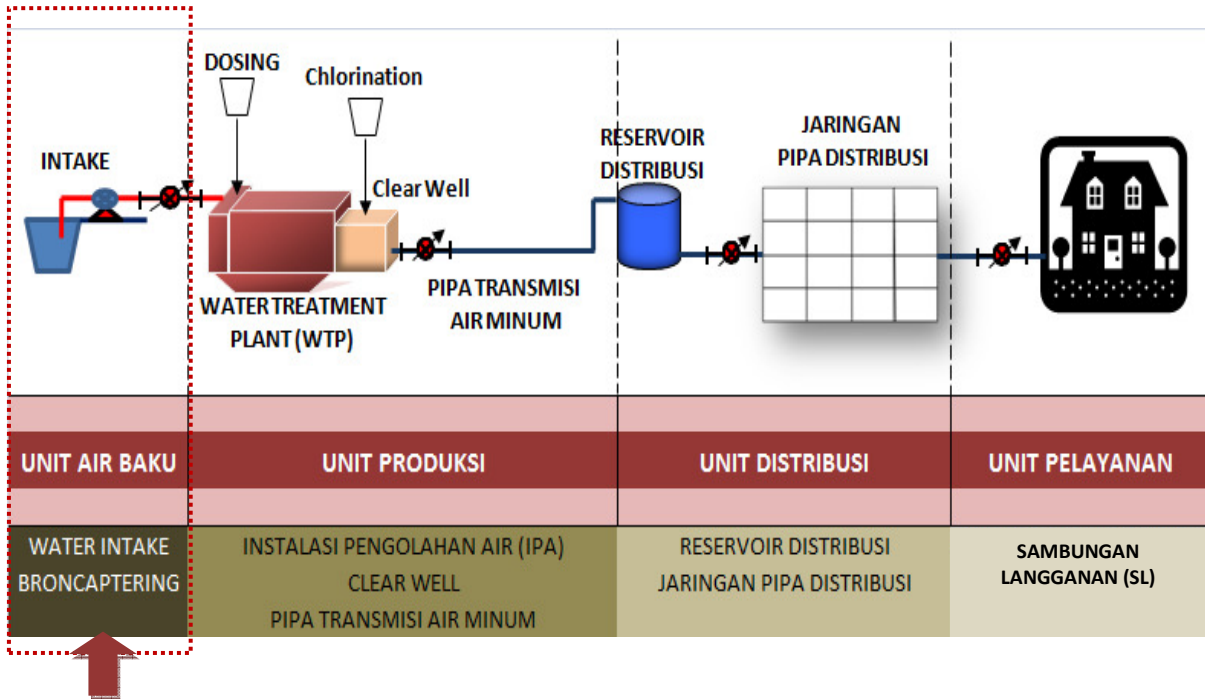 DOSING
Chlorination
INTAKE
Clear Well
WATER TREATMENT
PLANT (WTP)
PIPA TRANSMISI
AIR MINUM
RESERVOIR
DISTRIBUSI
JARINGAN
PIPA DISTRIBUSI
UNIT AIR BAKU
UNIT PRODUKSI
UNIT DISTRIBUSI
UNIT PELAYANAN
WATER INTAKE
BRONCAPTERING
INSTALASI PENGOLAHAN AIR (IPA)
CLEAR WELL
PIPA TRANSMISI AIR MINUM
RESERVOIR DISTRIBUSI
JARINGAN PIPA DISTRIBUSI
SAMBUNGAN
LANGGANAN (SL)